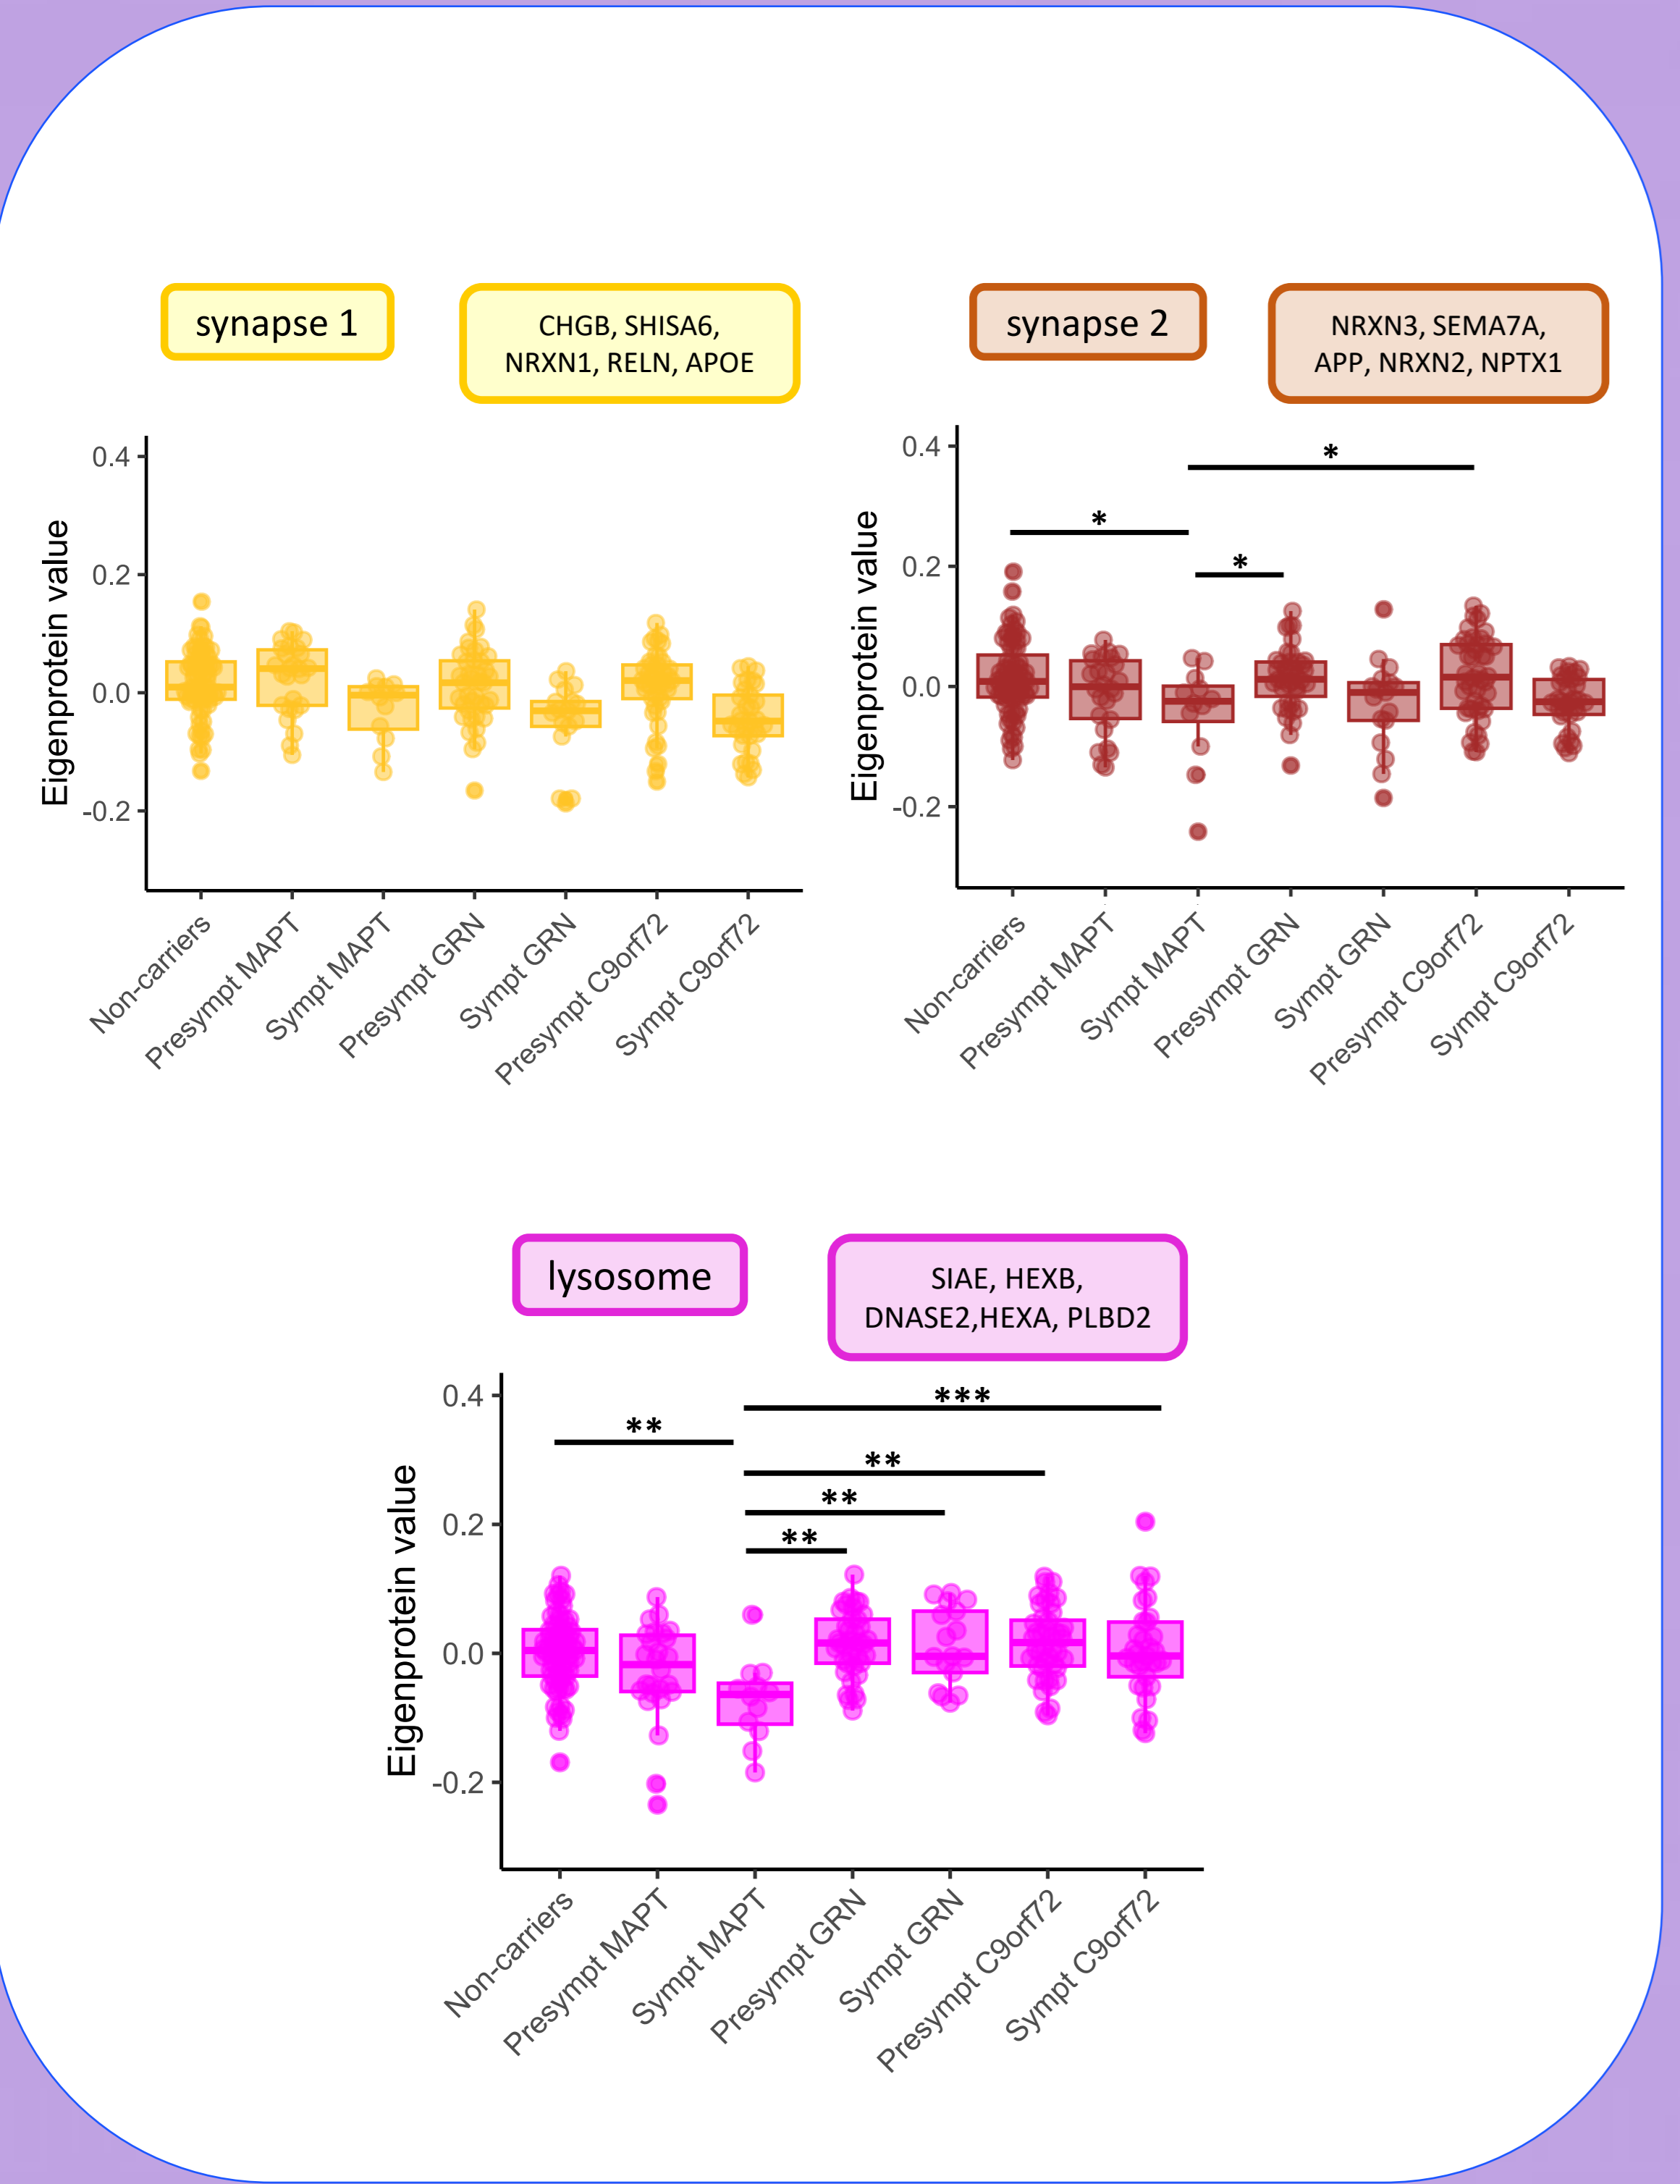 synapse 1
CHGB, SHISA6,
NRXN1, RELN, APOE
Eigenprotein value
0.4
0.2
0.0
-0.2
Non-carriers
Presympt MAPT
Sympt MAPT
Presympt GRN
Sympt GRN
Presympt C9orf72
Sympt C9orf72
synapse 2
NRXN3, SEMA7A,
APP, NRXN2, NPTX1
Eigenprotein value
0.4
0.2
0.0
-0.2
*
*
*
Non-carriers
Presympt MAPT
Sympt MAPT
Presympt GRN
Sympt GRN
Presympt C9orf72
Sympt C9orf72
lysosome
SIAE, HEXB,
DNASE2,HEXA, PLBD2
Eigenprotein value
0.4
0.2
0.0
-0.2
***
**
**
**
**
Non-carriers
Presympt MAPT
Sympt MAPT
Presympt GRN
Sympt GRN
Presympt C9orf72
Sympt C9orf72